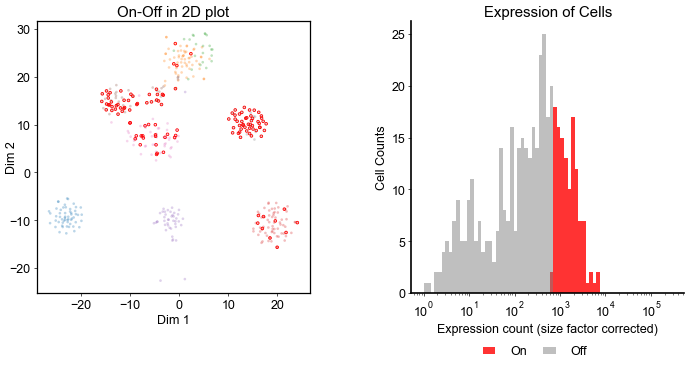 On-Off in 2D plot
30
20
10
0
−10
−20
−20 −10 0 10 20
Dim 2
Dim 1
Expression of Cells
25
20
15
10
5
0
10^0 10^1 10^2 10^3 10^4 10^5
Cell Counts
Expression count (size factor corrected)
On Off